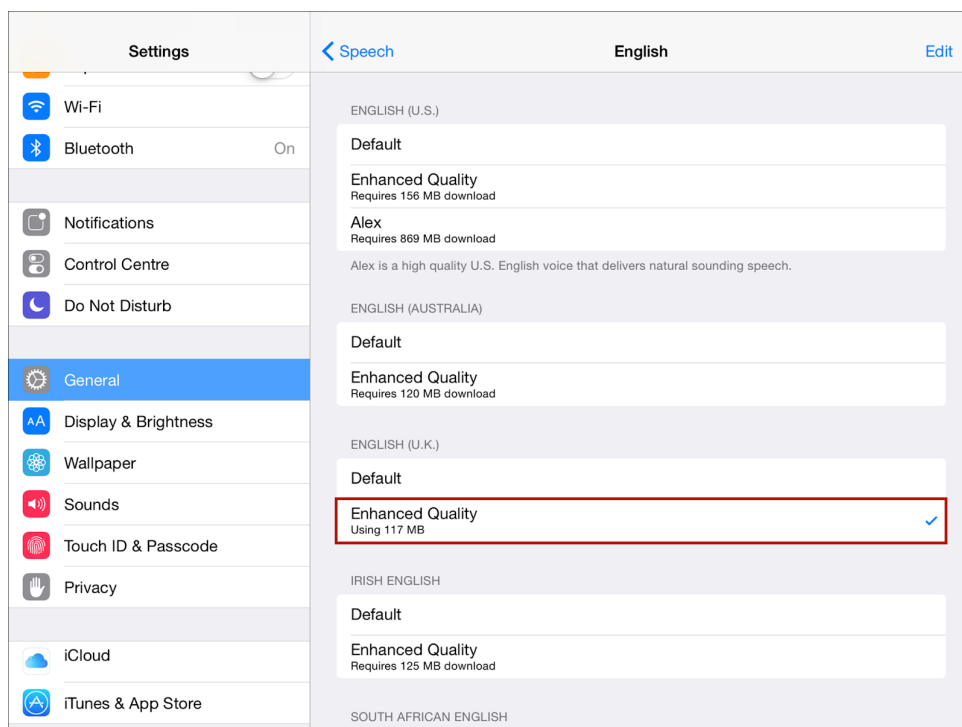 Settings
Wi-Fi
Bluetooth On
Notifications
Control Centre
Do Not Disturb
General
AA Display & Brightness
Wallpaper
Sounds
Touch ID & Passcode
Privacy
iCloud
iTunes & App Store
Speech
English
Edit
ENGLISH (U.S.)
Default
Enhanced Quality
Requires 156 MB download
Alex
Requires 869 MB download
Alex is a high quality U.S. English voice that delivers natural sounding speech.
ENGLISH (AUSTRALIA)
Default
Enhanced Quality
Requires 120 MB download
ENGLISH (U.K.)
Default
Enhanced Quality
Using 117 MB
IRISH ENGLISH
Default
Enhanced Quality
Requires 125 MB download
SOUTH AFRICAN ENGLISH